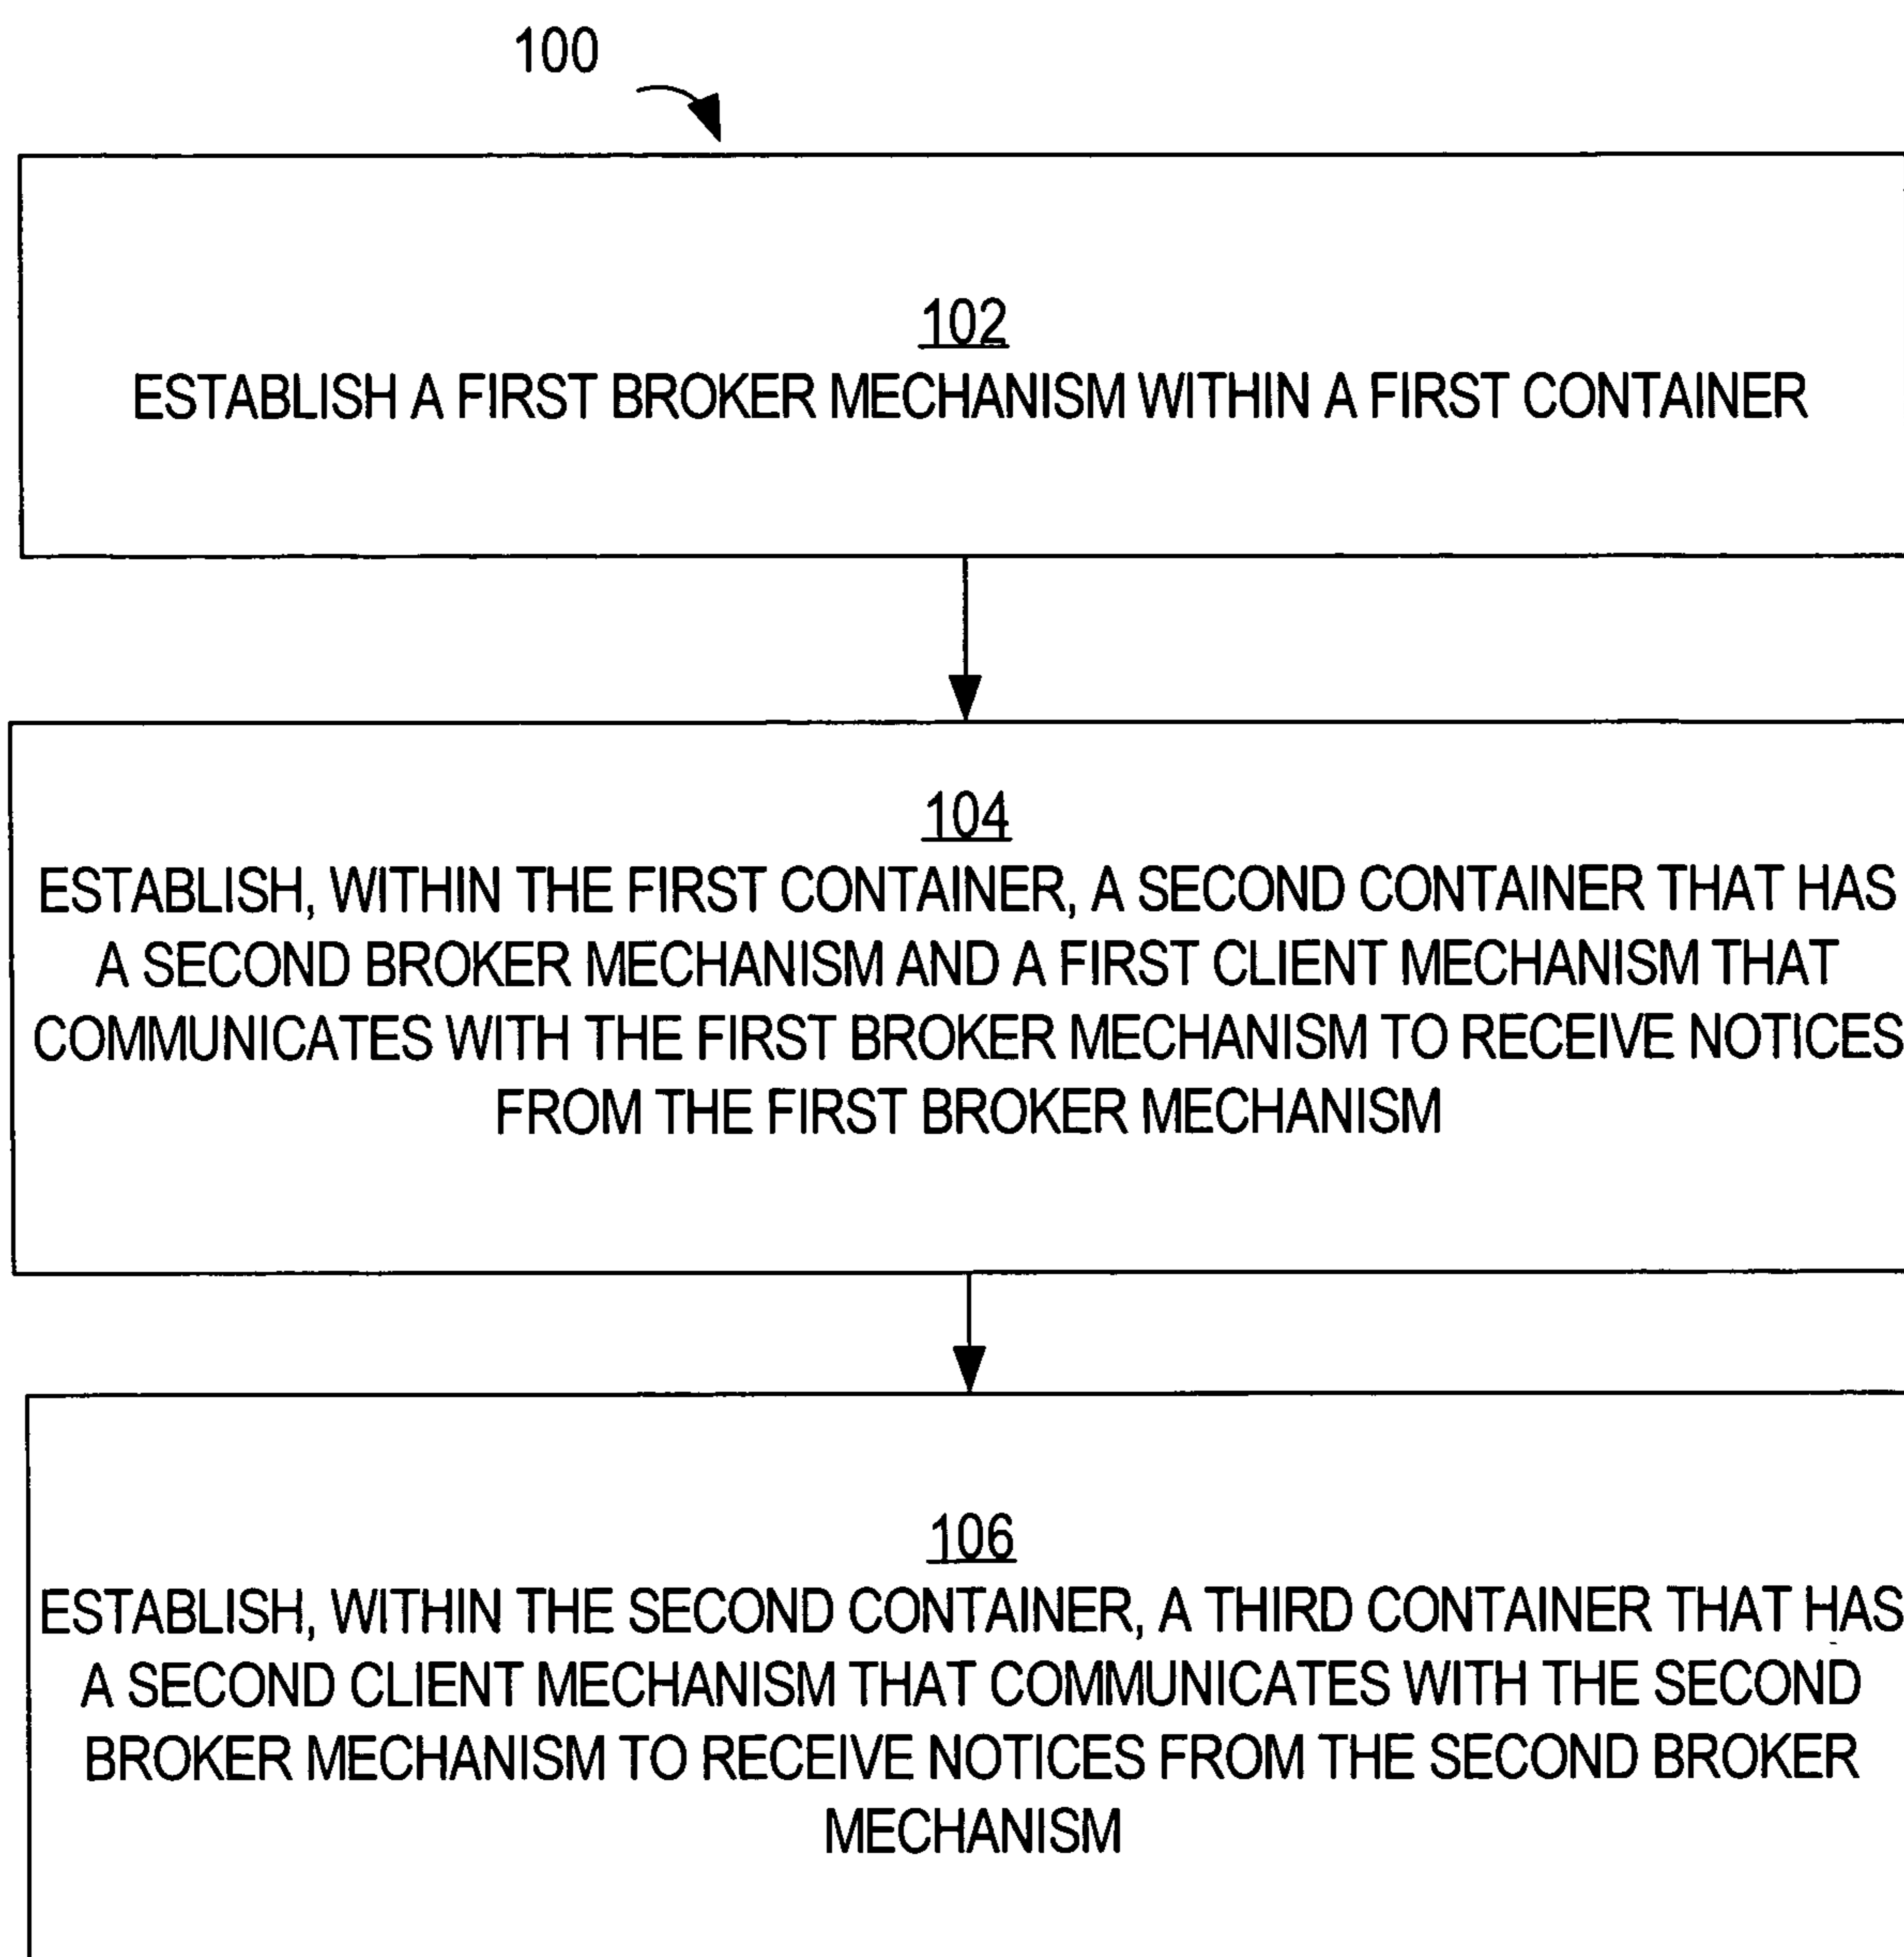 100
102
ESTABLISH A FIRST BROKER MECHANISM WITHIN A FIRST CONTAINER
104
ESTABLISH, WITHIN THE FIRST CONTAINER, A SECOND CONTAINER THAT HAS
A SECOND BROKER MECHANISM AND A FIRST CLIENT MECHANISM THAT
COMMUNICATES WITH THE FIRST BROKER MECHANISM TO RECEIVE NOTICES
FROM THE FIRST BROKER MECHANISM
106
ESTABLISH, WITHIN THE SECOND CONTAINER, A THIRD CONTAINER THAT HAS
A SECOND CLIENT MECHANISM THAT COMMUNICATES WITH THE SECOND
BROKER MECHANISM TO RECEIVE NOTICES FROM THE SECOND BROKER
MECHANISM